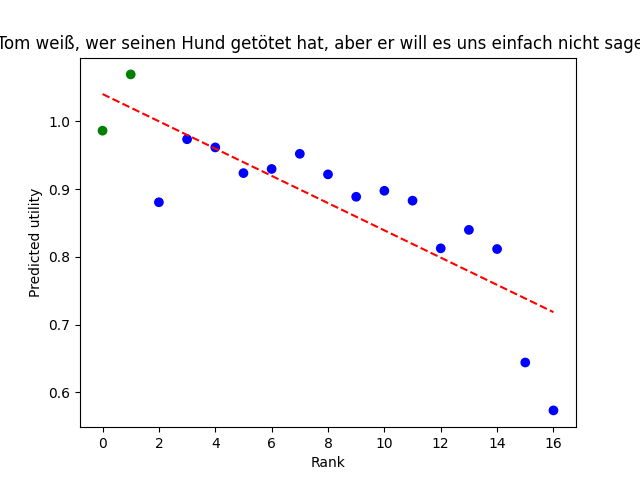 Tom weiß, wer seinen Hund getötet hat, aber er will es uns einfach nicht sage
1.0
0.9
0.8
0.7
0.6
Predicted utility
0 2 4 6 8 10 12 14 16
Rank